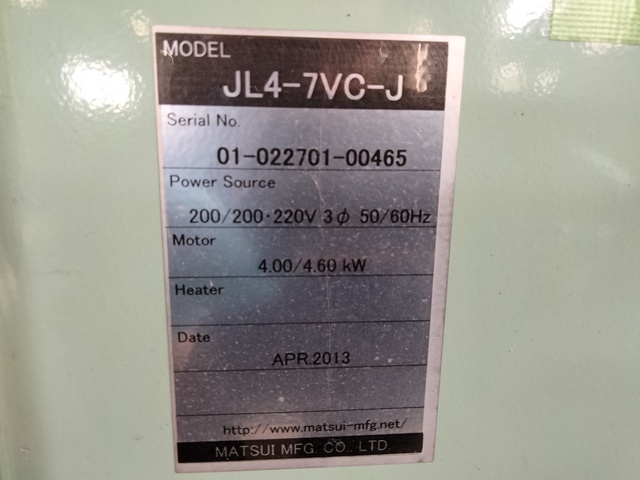 MODEL
JL4-7VC-J
Serial No.
01-022701-00465
Power Source
200/200·220V 3φ 50/60Hz
Motor
4.00/4.60 kW
Heater
Date
APR.2013
http://www.matsui-mfg.net/
MATSUI MFG. CO., LTD.